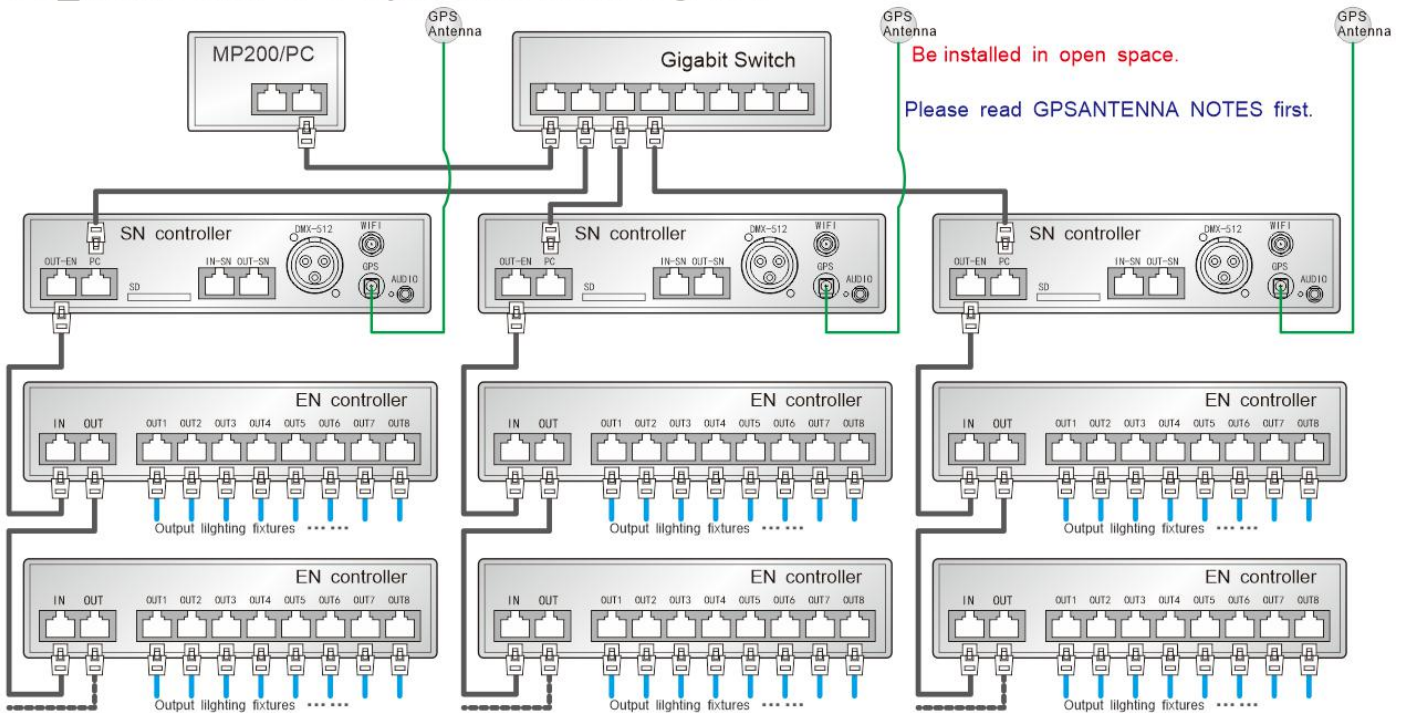 GPS
Antenna
GPS
Antenna
GPS
Antenna
MP200/PC
Gigabit Switch
Be installed in open space.
Please read GPSANTENNA NOTES first.
SN controller
DMX-512
WIFI
OUT-EN PC
IN-SN OUT-SN
GPS
AUDIO
SD
SN controller
DMX-512
WIFI
OUT-EN PC
IN-SN OUT-SN
GPS
AUDIO
SD
SN controller
DMX-512
WIFI
OUT-EN PC
IN-SN OUT-SN
GPS
AUDIO
SD
EN controller
IN OUT OUT1 OUT2 OUT3 OUT4 OUT5 OUT6 OUT7 OUT8
Output lilghting fixtures ... ...
EN controller
IN OUT OUT1 OUT2 OUT3 OUT4 OUT5 OUT6 OUT7 OUT8
Output lilghting fixtures ... ...
EN controller
IN OUT OUT1 OUT2 OUT3 OUT4 OUT5 OUT6 OUT7 OUT8
Output lilghting fixtures ... ...
EN controller
IN OUT OUT1 OUT2 OUT3 OUT4 OUT5 OUT6 OUT7 OUT8
Output lilghting fixtures ... ...
EN controller
IN OUT OUT1 OUT2 OUT3 OUT4 OUT5 OUT6 OUT7 OUT8
Output lilghting fixtures ... ...
EN controller
IN OUT OUT1 OUT2 OUT3 OUT4 OUT5 OUT6 OUT7 OUT8
Output lilghting fixtures ... ...